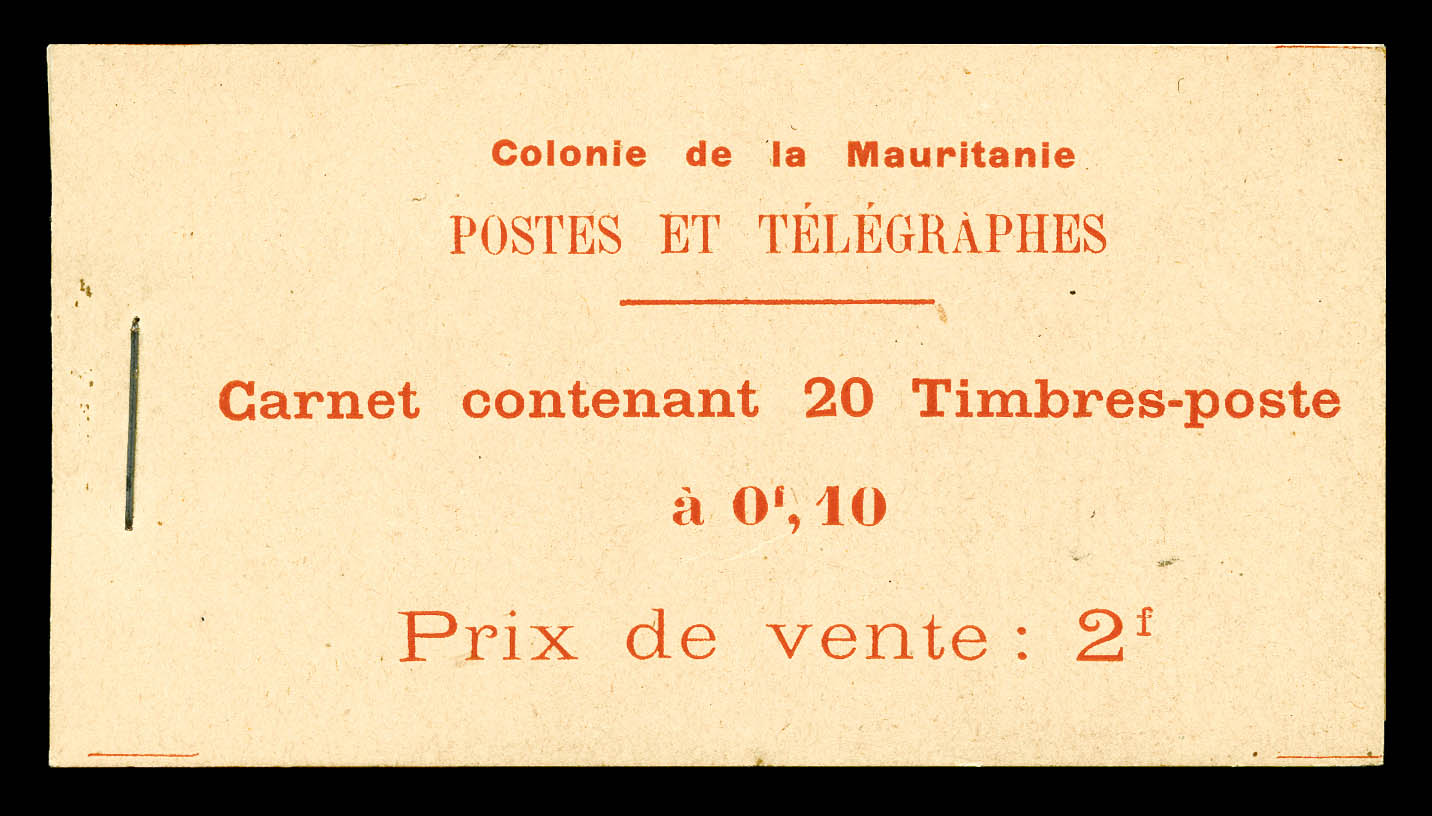 Colonie de la Mauritanie
POSTES ET TÉLÉGRAPHES
Carnet contenant 20 Timbres-poste
à 0ᶠ, 10
Prix de vente : 2ᶠ